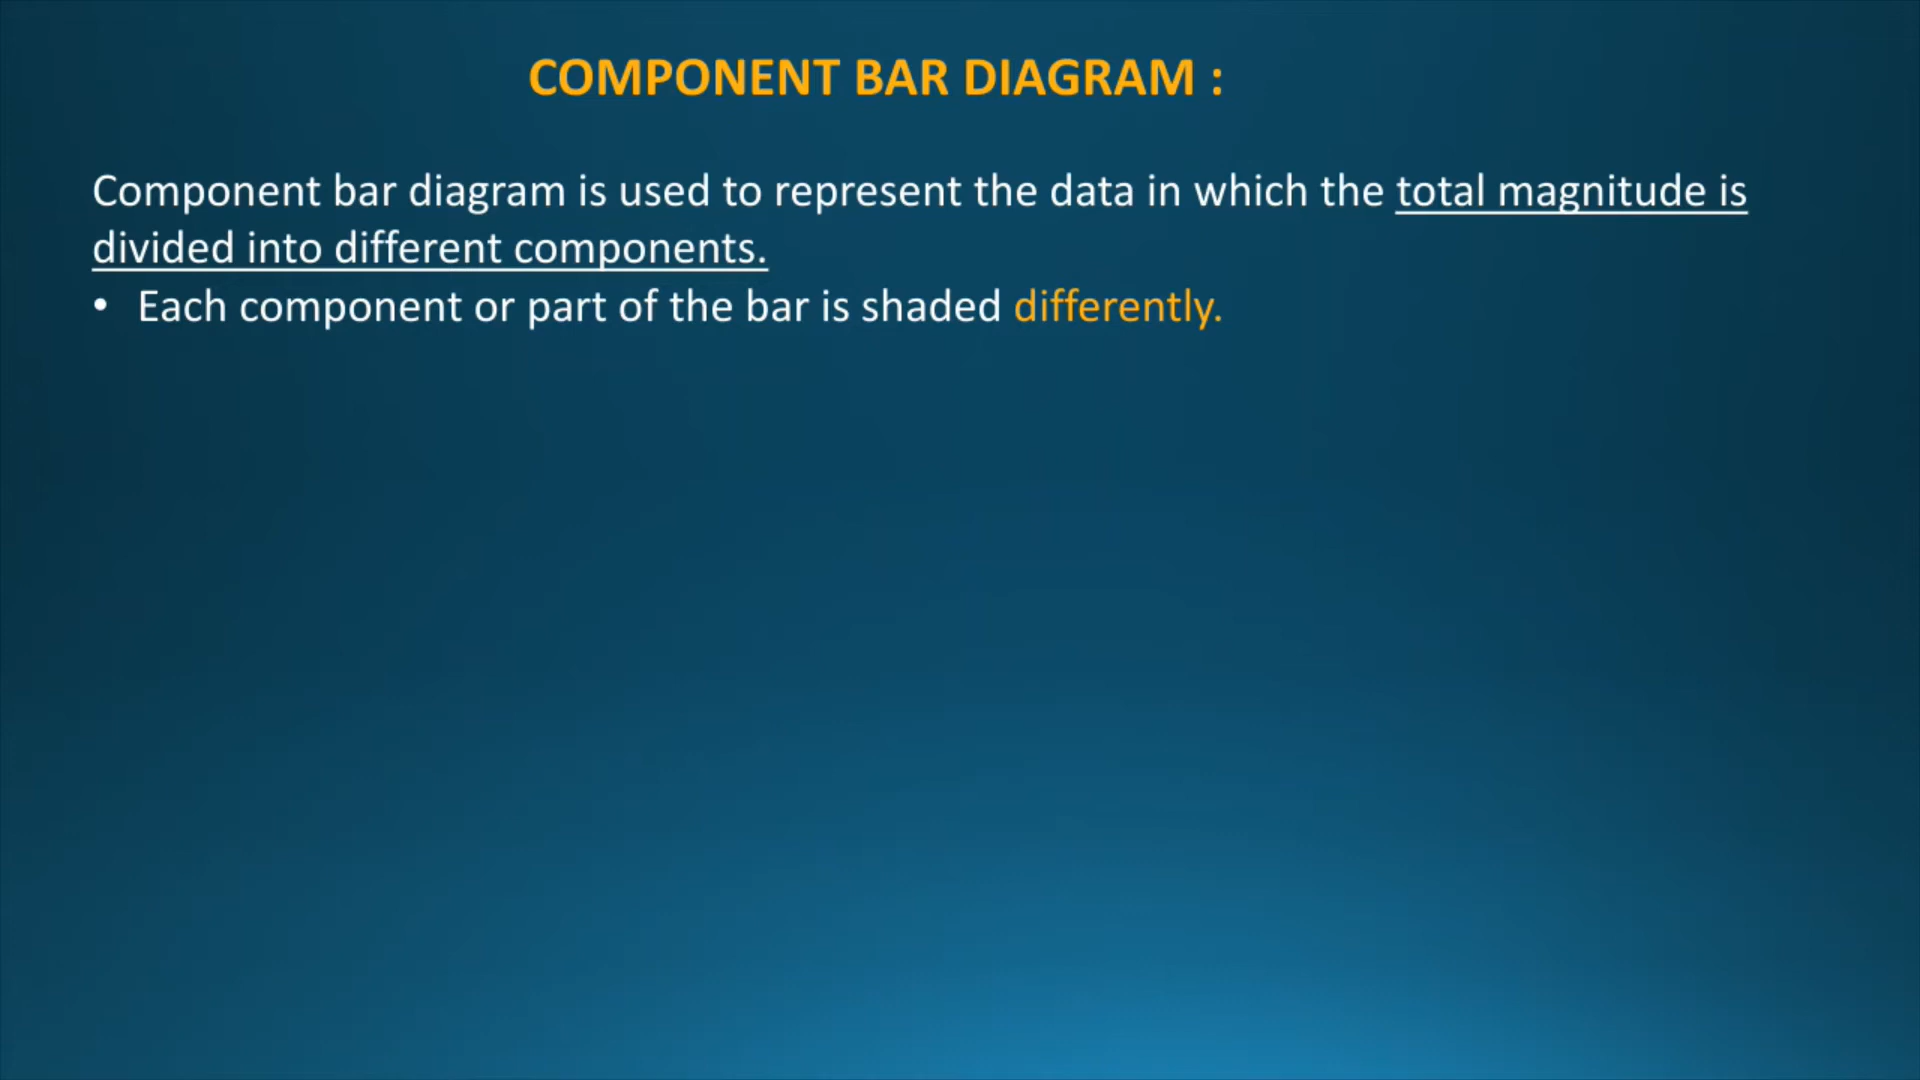 COMPONENT BAR DIAGRAM :
Component bar diagram is used to represent the data in which the total magnitude is
divided into different components.
• Each component or part of the bar is shaded differently.